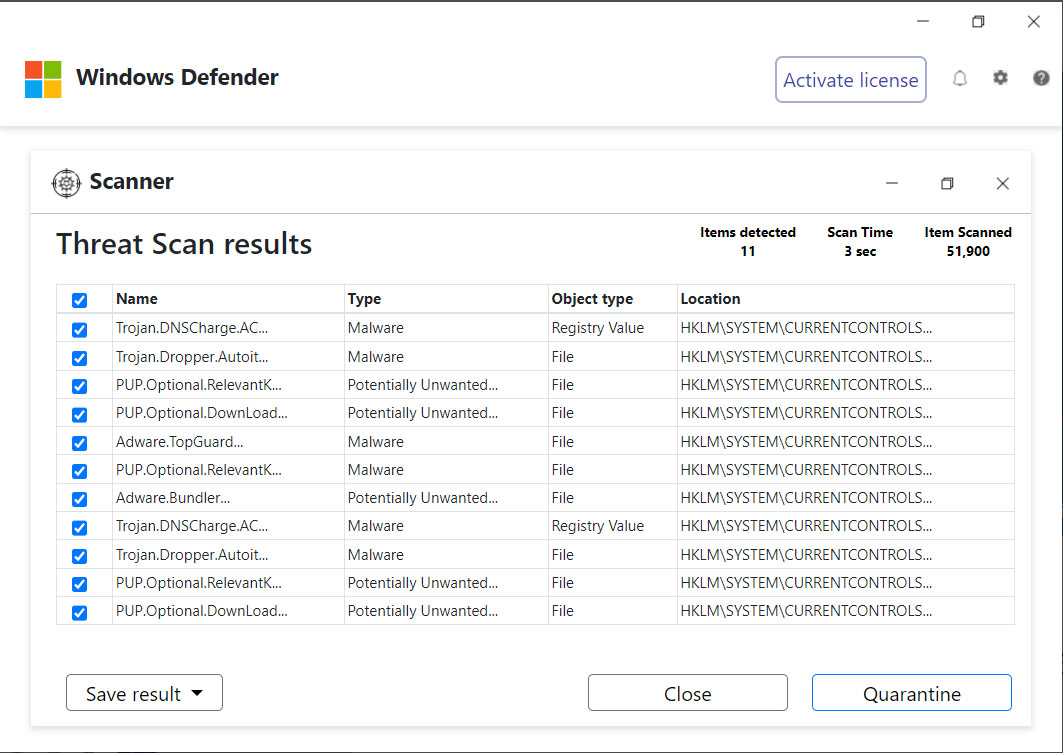 Windows Defender
Activate license
Scanner
Threat Scan results
Items detected Scan Time Item Scanned
11 3 sec 51,900
Name Type Object type Location
Trojan.DNSCharge.AC... Malware Registry Value HKLM\SYSTEM\CURRENTCONTROLS...
Trojan.Dropper.Autoit... Malware File HKLM\SYSTEM\CURRENTCONTROLS...
PUP.Optional.RelevantK... Potentially Unwanted... File HKLM\SYSTEM\CURRENTCONTROLS...
PUP.Optional.DownLoad... Potentially Unwanted... File HKLM\SYSTEM\CURRENTCONTROLS...
Adware.TopGuard... Malware File HKLM\SYSTEM\CURRENTCONTROLS...
PUP.Optional.RelevantK... Malware File HKLM\SYSTEM\CURRENTCONTROLS...
Adware.Bundler... Potentially Unwanted... File HKLM\SYSTEM\CURRENTCONTROLS...
Trojan.DNSCharge.AC... Malware Registry Value HKLM\SYSTEM\CURRENTCONTROLS...
Trojan.Dropper.Autoit... Malware File HKLM\SYSTEM\CURRENTCONTROLS...
PUP.Optional.RelevantK... Potentially Unwanted... File HKLM\SYSTEM\CURRENTCONTROLS...
PUP.Optional.DownLoad... Potentially Unwanted... File HKLM\SYSTEM\CURRENTCONTROLS...
Save result Close Quarantine